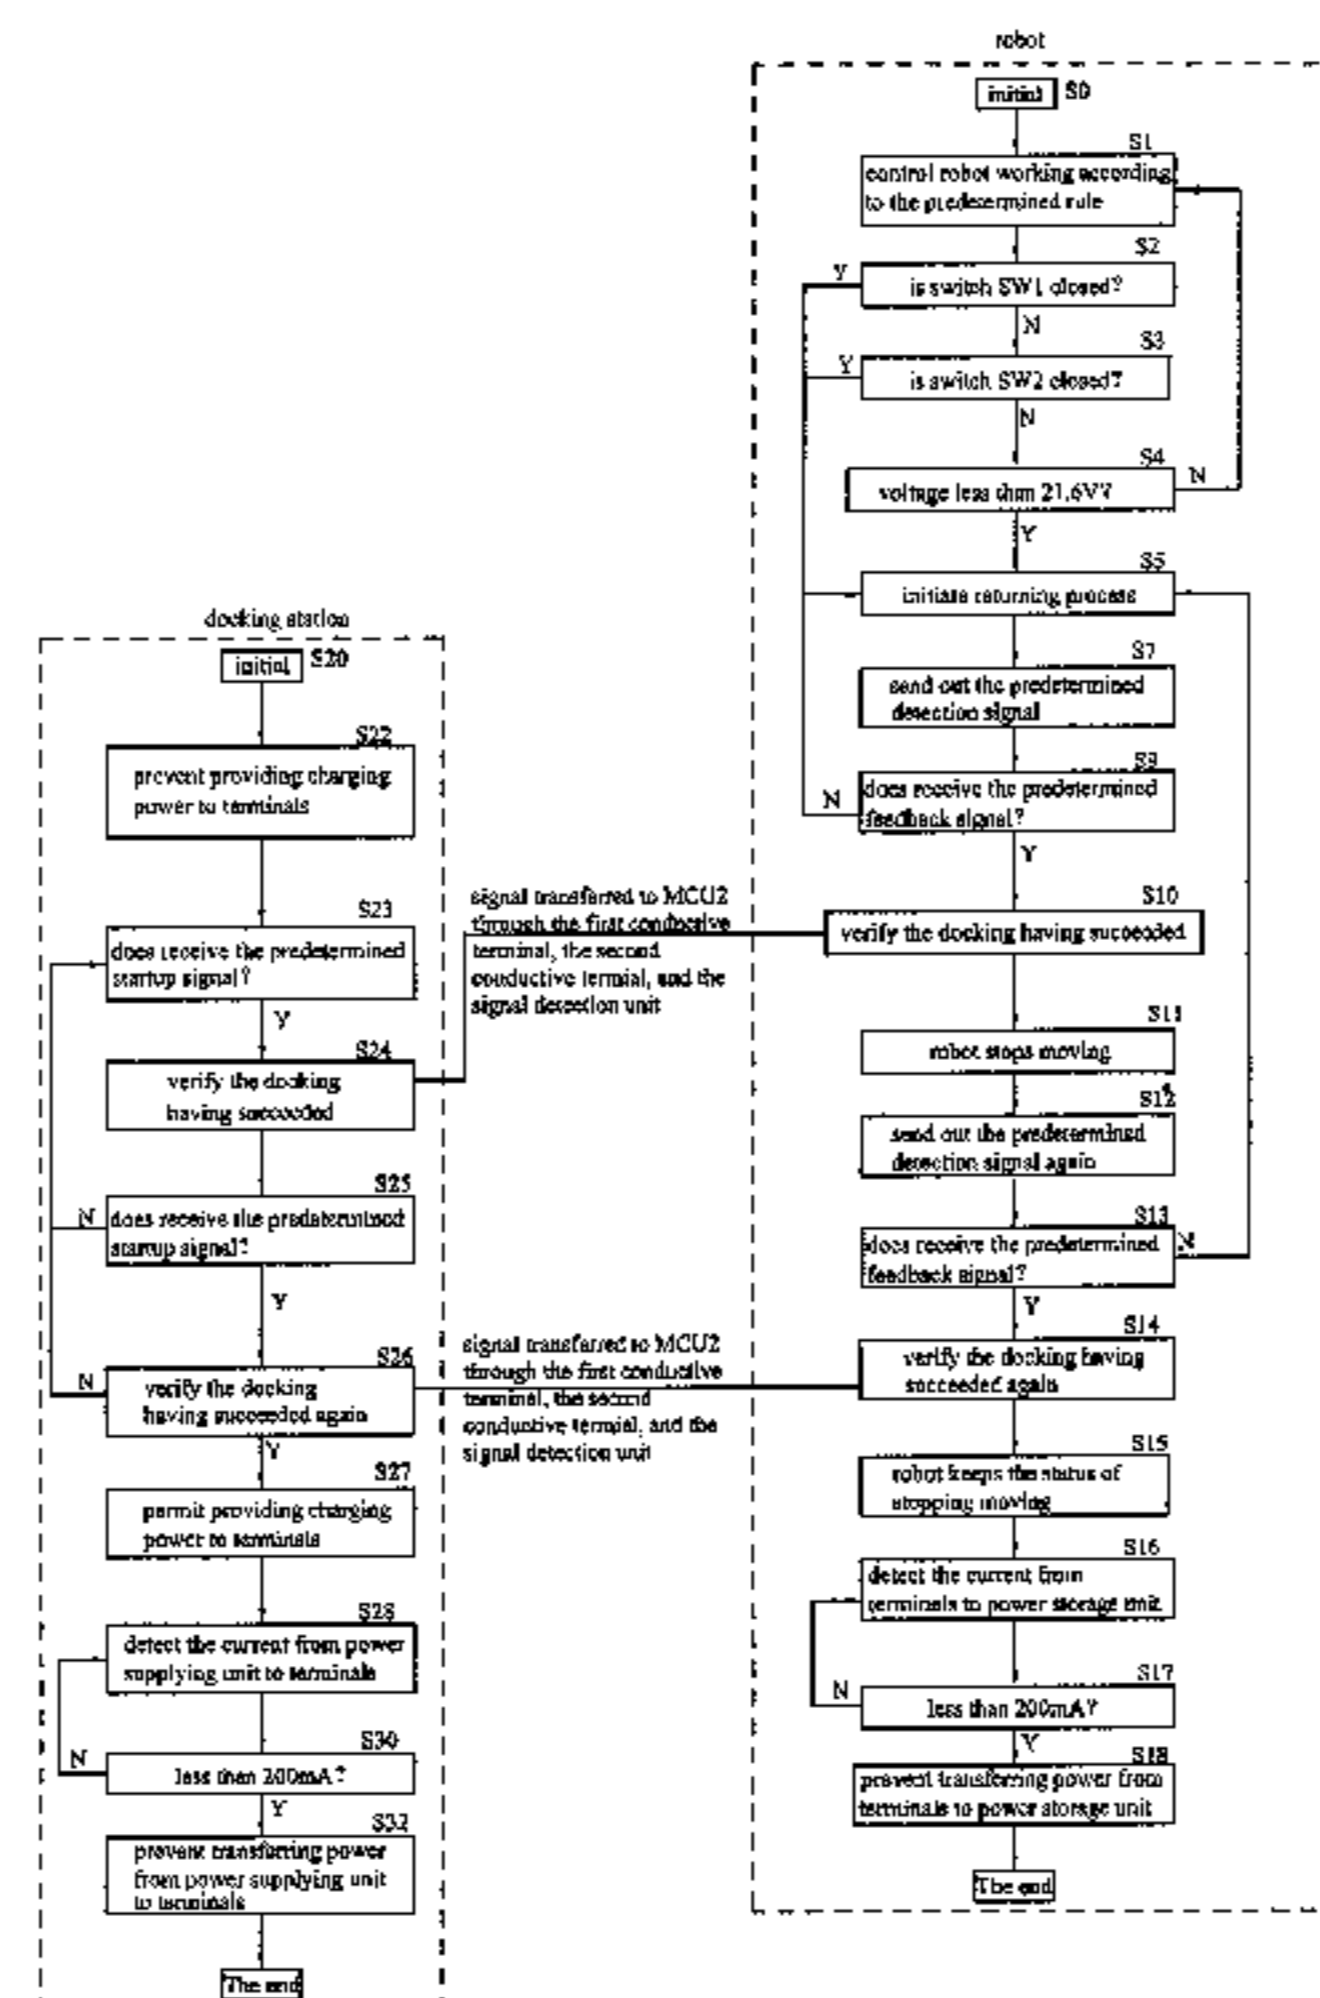 robot
initial S0
S1
control robot working according
to the predetermined rule
S2
Y
is switch SW1 closed?
N
S3
Y
is switch SW2 closed?
N
S4
voltage less than 21.6V?
N
Y
S5
initiate returning process
S7
send out the predetermined
detection signal
S9
does receive the predetermined
feedback signal?
N
Y
S10
verify the docking having succeeded
S11
robot stops moving
S12
send out the predetermined
detection signal again
S13
does receive the predetermined
feedback signal?
N
Y
S14
verify the docking having
succeeded again
S15
robot keeps the status of
stopping moving
S16
detect the current from
terminals to power storage unit
S17
N
less than 200mA?
Y
S18
prevent transferring power from
terminals to power storage unit
The end
docking station
initial S20
S22
prevent providing charging
power to terminals
S23
does receive the predetermined
startup signal?
Y
S24
verify the docking
having succeeded
S25
N
does receive the predetermined
startup signal?
Y
S26
N
verify the docking
having succeeded again
Y
S27
permit providing charging
power to terminals
S28
detect the current from power
supplying unit to terminals
S30
N
less than 200mA?
Y
S32
prevent transferring power
from power supplying unit
to terminals
The end
signal transferred to MCU2
through the first conductive
terminal, the second
conductive termial, and the
signal detection unit
signal transferred to MCU2
through the first conductive
terminal, the second
conductive termial, and the
signal detection unit